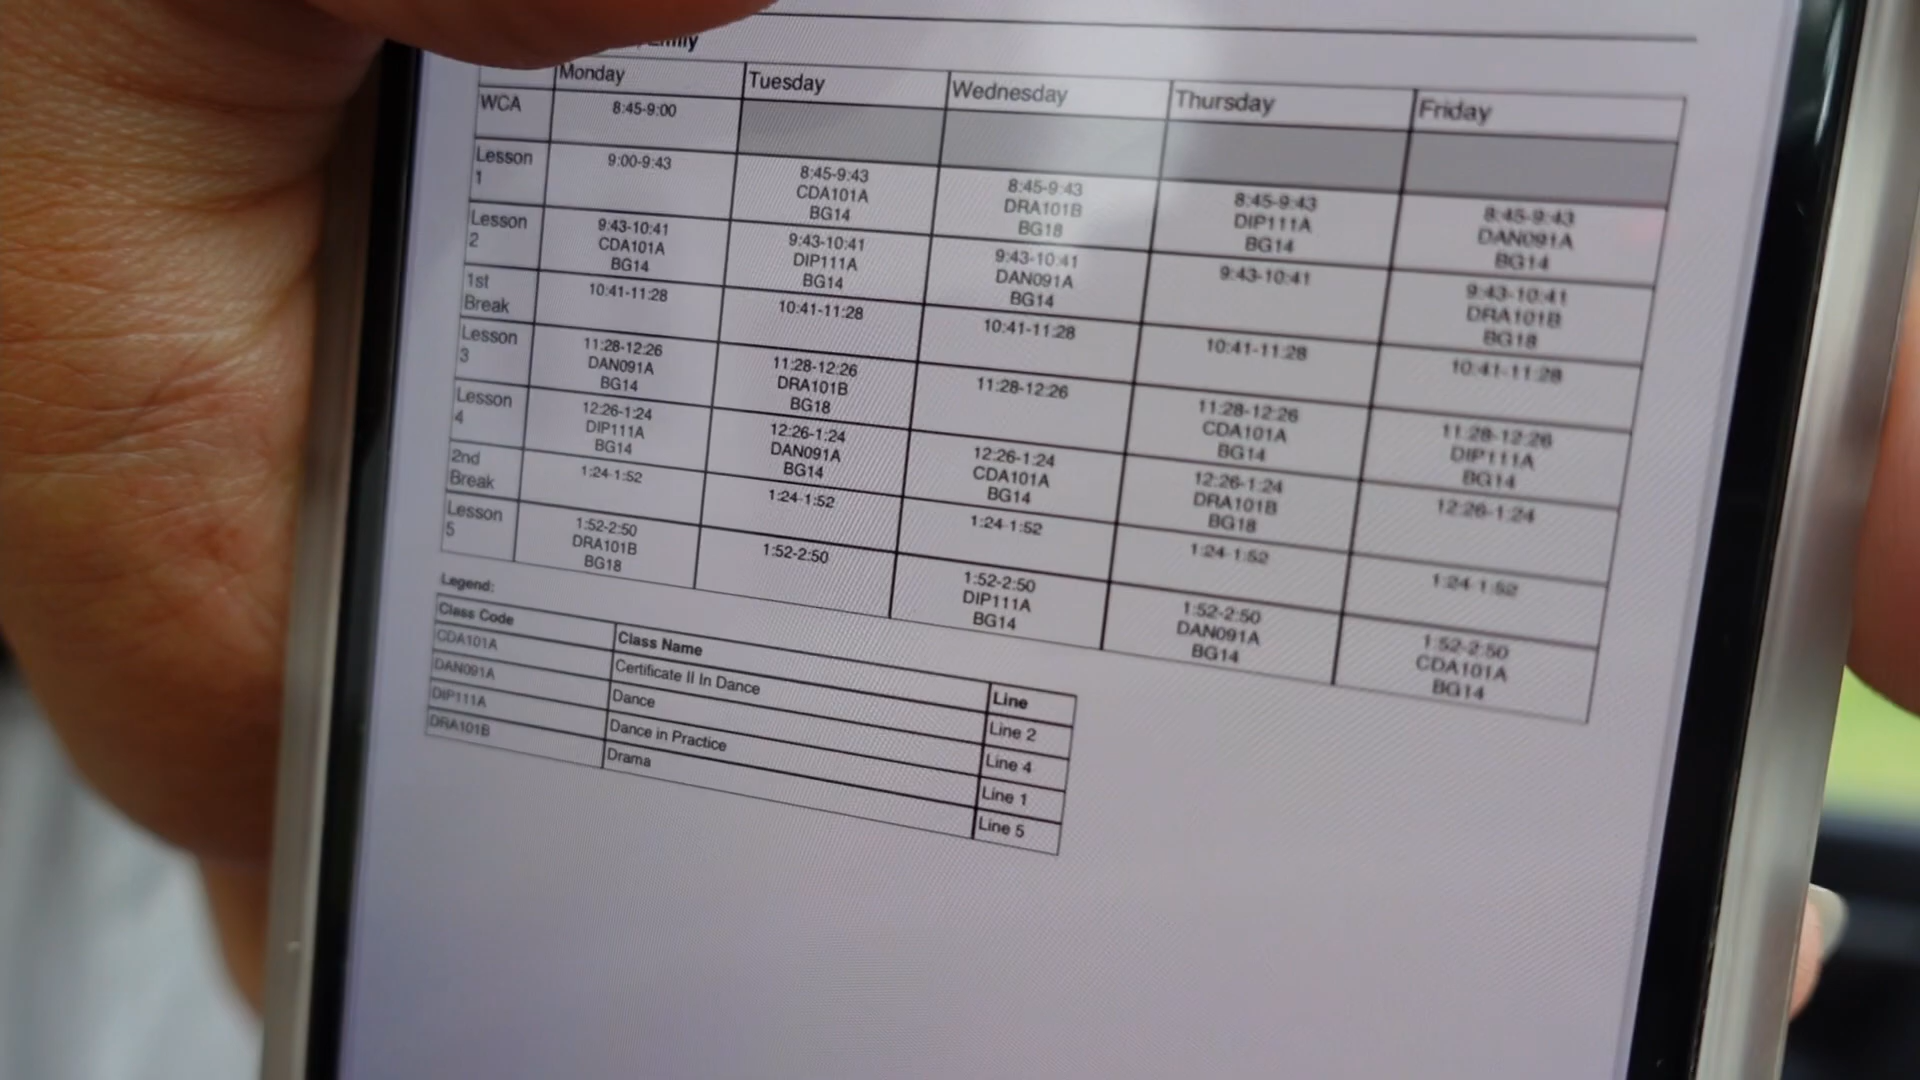 Emily
Monday Tuesday Wednesday Thursday Friday
WCA 8:45-9:00
Lesson 1
9:00-9:43
8:45-9:43
CDA101A
BG14
8:45-9:43
DRA101B
BG18
8:45-9:43
DIP111A
BG14
8:45-9:43
DAN091A
BG14
Lesson 2
9:43-10:41
CDA101A
BG14
9:43-10:41
DIP111A
BG14
9:43-10:41
DAN091A
BG14
9:43-10:41
9:43-10:41
DRA101B
BG18
1st
Break
10:41-11:28
10:41-11:28
10:41-11:28
10:41-11:28
10:41-11:28
Lesson
3
11:28-12:26
DAN091A
BG14
11:28-12:26
DRA101B
BG18
11:28-12:26
11:28-12:26
CDA101A
BG14
11:28-12:26
DIP111A
BG14
Lesson
4
12:26-1:24
DIP111A
BG14
12:26-1:24
DAN091A
BG14
12:26-1:24
CDA101A
BG14
12:26-1:24
DRA101B
BG18
12:26-1:24
2nd
Break
1:24-1:52
1:24-1:52
1:24-1:52
1:24-1:52
1:24-1:52
Lesson
5
1:52-2:50
DRA101B
BG18
1:52-2:50
1:52-2:50
DIP111A
BG14
1:52-2:50
DAN091A
BG14
1:52-2:50
CDA101A
BG14
Legend:
Class Code Class Name Line
CDA101A Certificate II In Dance Line 2
DAN091A Dance Line 4
DIP111A Dance in Practice Line 1
DRA101B Drama Line 5